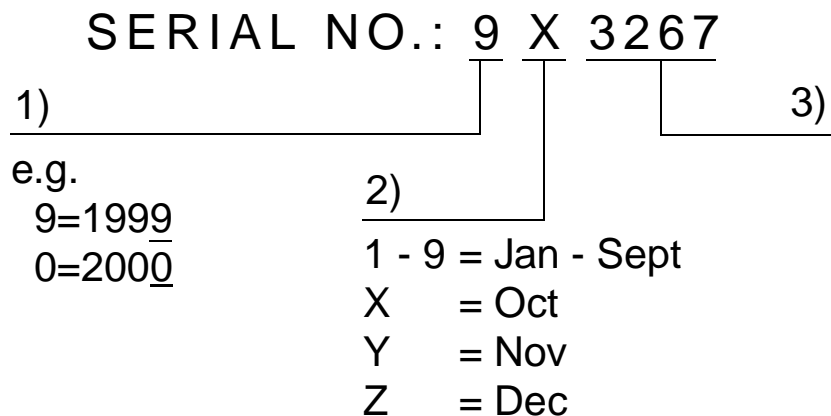 SERIAL NO.: 9 X 3267
1)
3)
e.g.
9=1999
0=2000
2)
1 - 9 = Jan - Sept
X = Oct
Y = Nov
Z = Dec